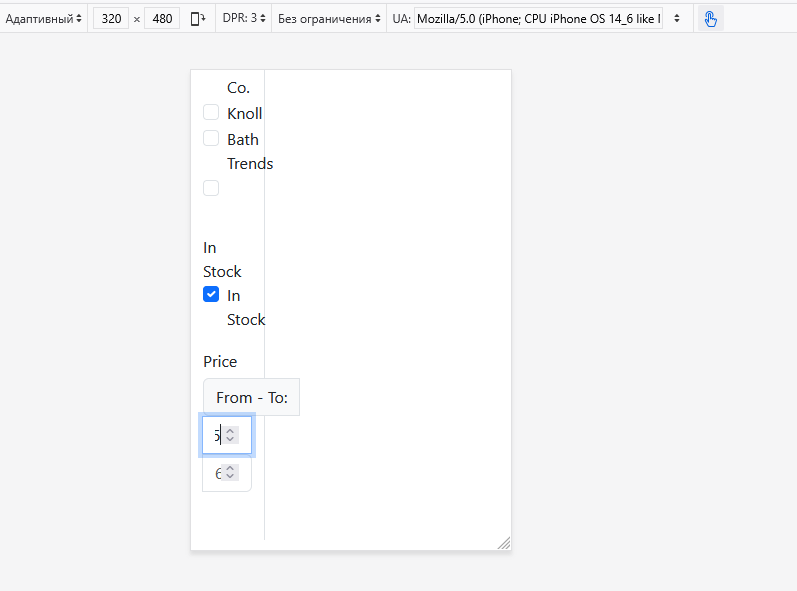 Адаптивный 320 × 480 DPR: 3 Без ограничения UA: Mozilla/5.0 (iPhone; CPU iPhone OS 14_6 like
Co.
Knoll
Bath
Trends
In
Stock
In
Stock
Price
From - To:
5
6